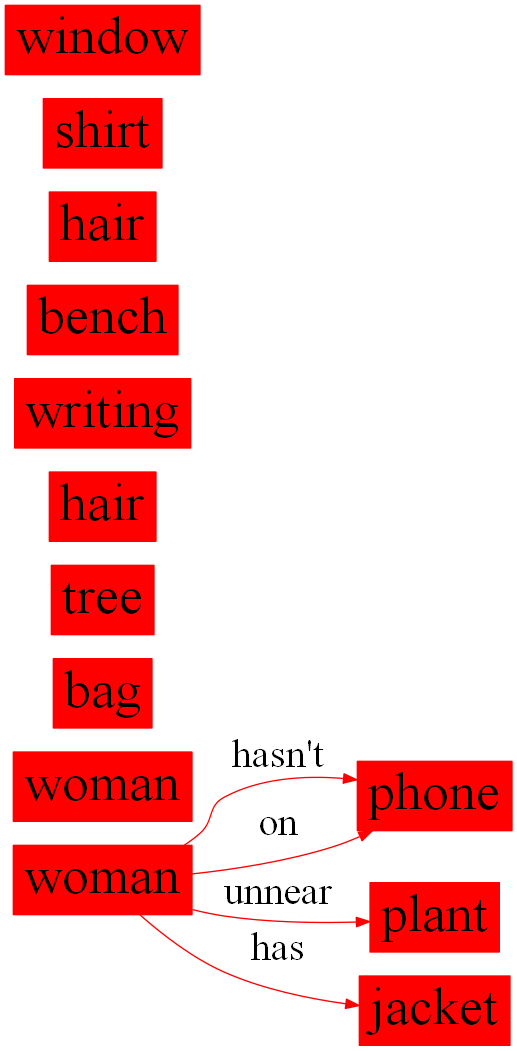 window
shirt
hair
bench
writing
hair
tree
bag
woman
hasn't
phone
woman
on
unnear
plant
has
jacket